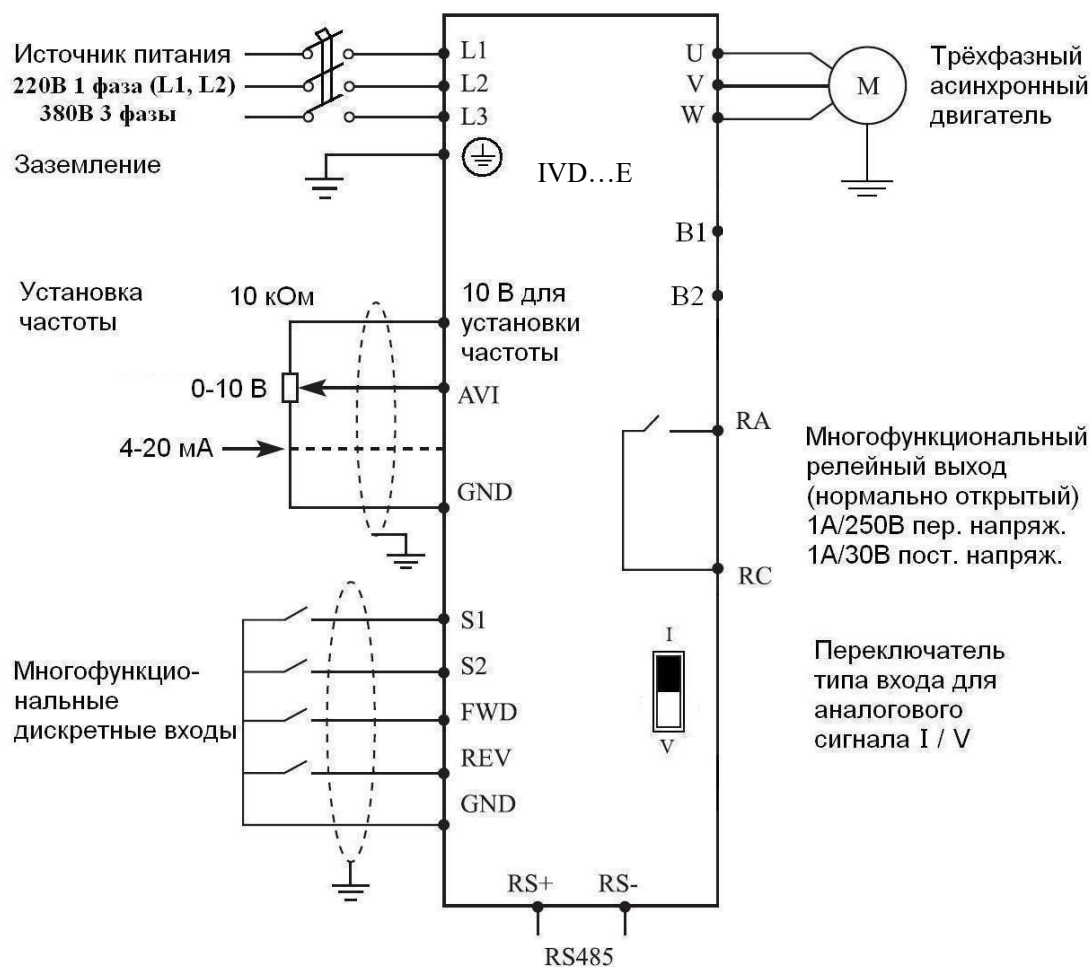 Источник питания
220В 1 фаза (L1, L2)
380В 3 фазы
Заземление
L1
L2
L3
IVD…E
U
V
W
M
Трёхфазный
асинхронный
двигатель
B1
B2
Установка
частоты
10 кОм
0-10 В
4-20 мА
10 В для
установки
частоты
AVI
GND
RA
RC
Многофункциональный
релейный выход
(нормально открытый)
1А/250В пер. напряж.
1А/30В пост. напряж.
Многофункцио-
нальные
дискретные входы
S1
S2
FWD
REV
GND
I
V
Переключатель
типа входа для
аналогового
сигнала I / V
RS+
RS-
RS485